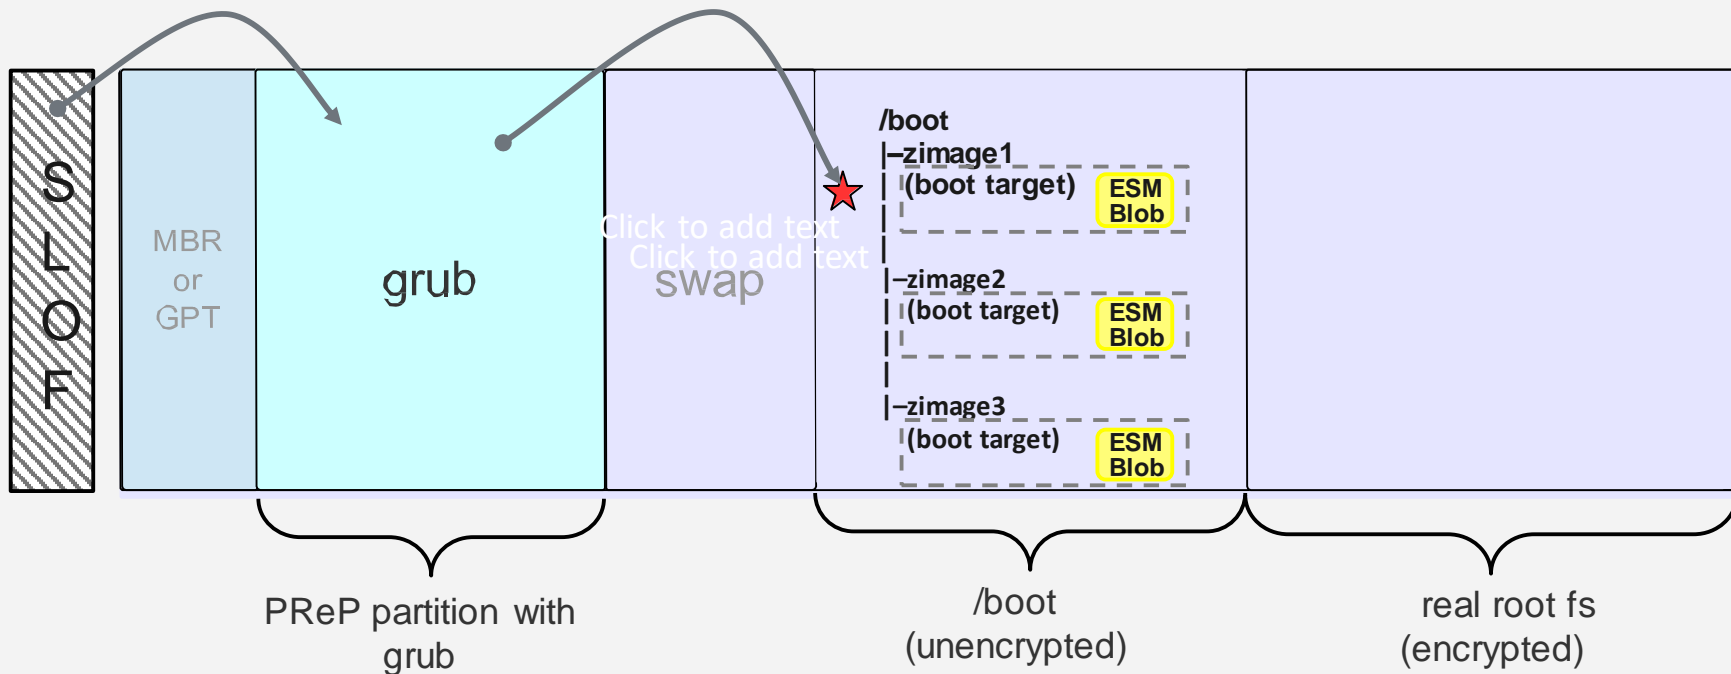 S
L
O
F
MBR
or
GPT
grub
Click to add text
Click to add text
swap
/boot
|–zimage1
(boot target)
ESM
Blob
|–zimage2
(boot target)
ESM
Blob
|–zimage3
(boot target)
ESM
Blob
PReP partition with
grub
/boot
(unencrypted)
real root fs
(encrypted)